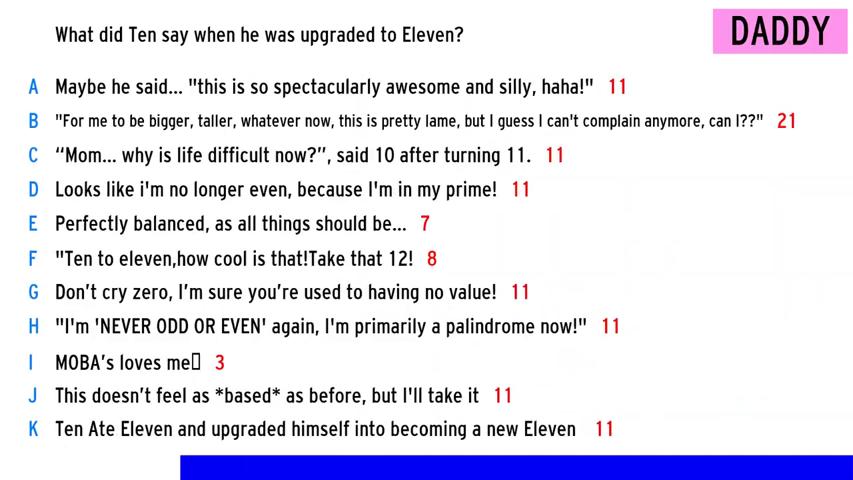 What did Ten say when he was upgraded to Eleven?
DADDY
A Maybe he said... "this is so spectacularly awesome and silly, haha!" 11
B "For me to be bigger, taller, whatever now, this is pretty lame, but I guess I can't complain anymore, can I??" 21
C “Mom... why is life difficult now?”, said 10 after turning 11. 11
D Looks like i'm no longer even, because I'm in my prime! 11
E Perfectly balanced, as all things should be... 7
F "Ten to eleven,how cool is that!Take that 12! 8
G Don’t cry zero, I’m sure you’re used to having no value! 11
H "I'm 'NEVER ODD OR EVEN' again, I'm primarily a palindrome now!" 11
I MOBA’s loves me 3
J This doesn’t feel as *based* as before, but I'll take it 11
K Ten Ate Eleven and upgraded himself into becoming a new Eleven 11